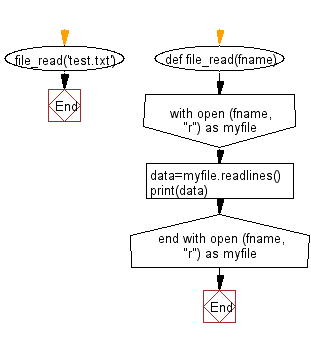 file_read('test.txt')
End
def file_read(fname)
with open (fname,
"r") as myfile
data=myfile.readlines()
print(data)
end with open (fname,
"r") as myfile
End